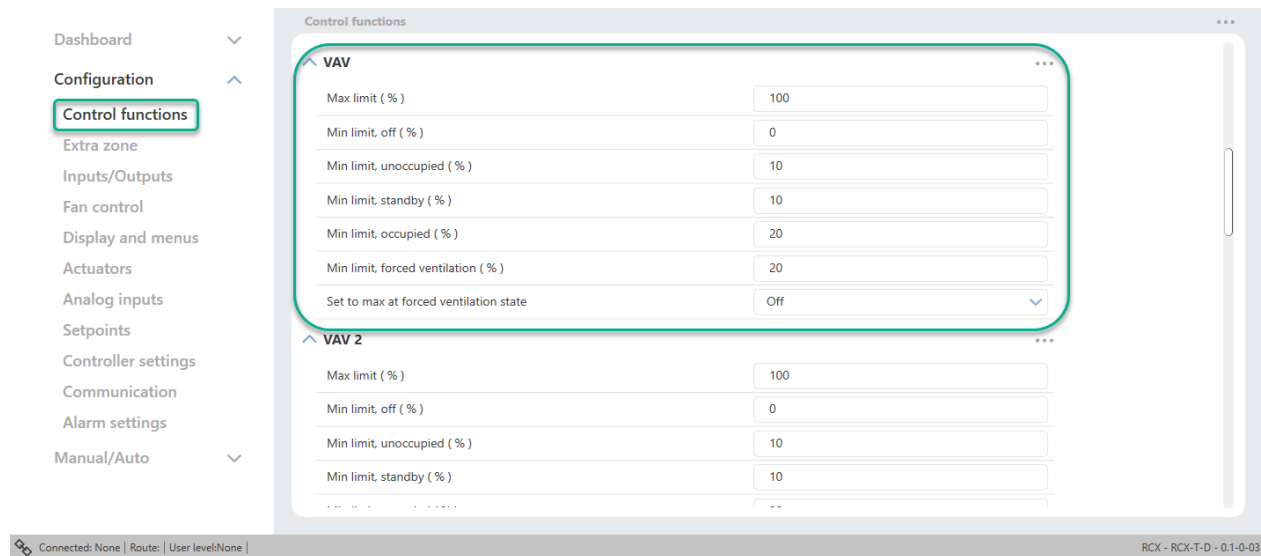 Control functions
Dashboard
Configuration
Control functions
Extra zone
Inputs/Outputs
Fan control
Display and menus
Actuators
Analog inputs
Setpoints
Controller settings
Communication
Alarm settings
Manual/Auto
VAV
Max limit ( % ) 100
Min limit, off ( % ) 0
Min limit, unoccupied ( % ) 10
Min limit, standby ( % ) 10
Min limit, occupied ( % ) 20
Min limit, forced ventilation ( % ) 20
Set to max at forced ventilation state Off
VAV 2
Max limit ( % ) 100
Min limit, off ( % ) 0
Min limit, unoccupied ( % ) 10
Min limit, standby ( % ) 10
Connected: None | Route: | User level:None |
RCX - RCX-T-D - 0.1-0-03